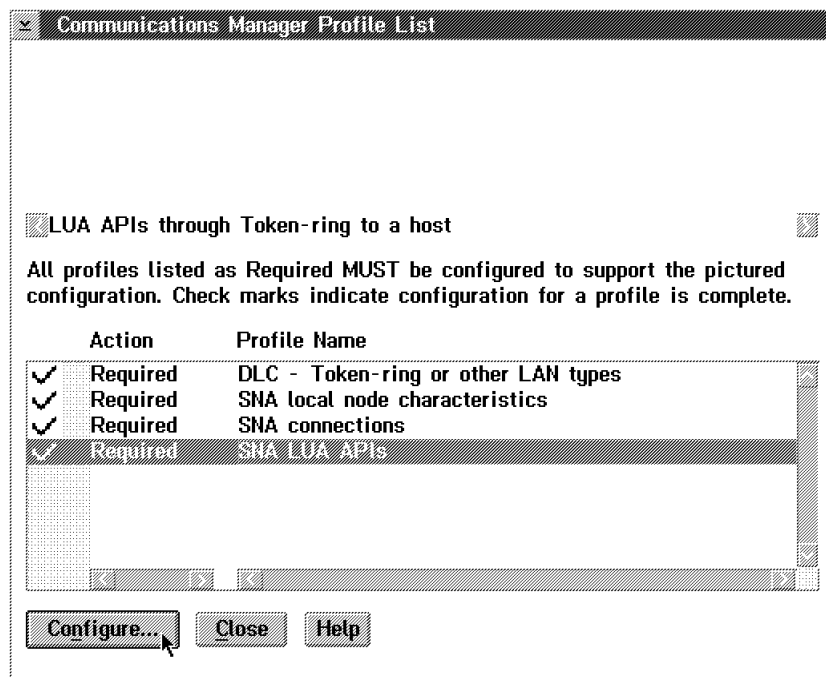 Communications Manager Profile List
LUA APIs through Token-ring to a host
All profiles listed as Required MUST be configured to support the pictured
configuration. Check marks indicate configuration for a profile is complete.
Action Profile Name
Required DLC - Token-ring or other LAN types
Required SNA local node characteristics
Required SNA connections
Required SNA LUA APIs
Configure... Close Help